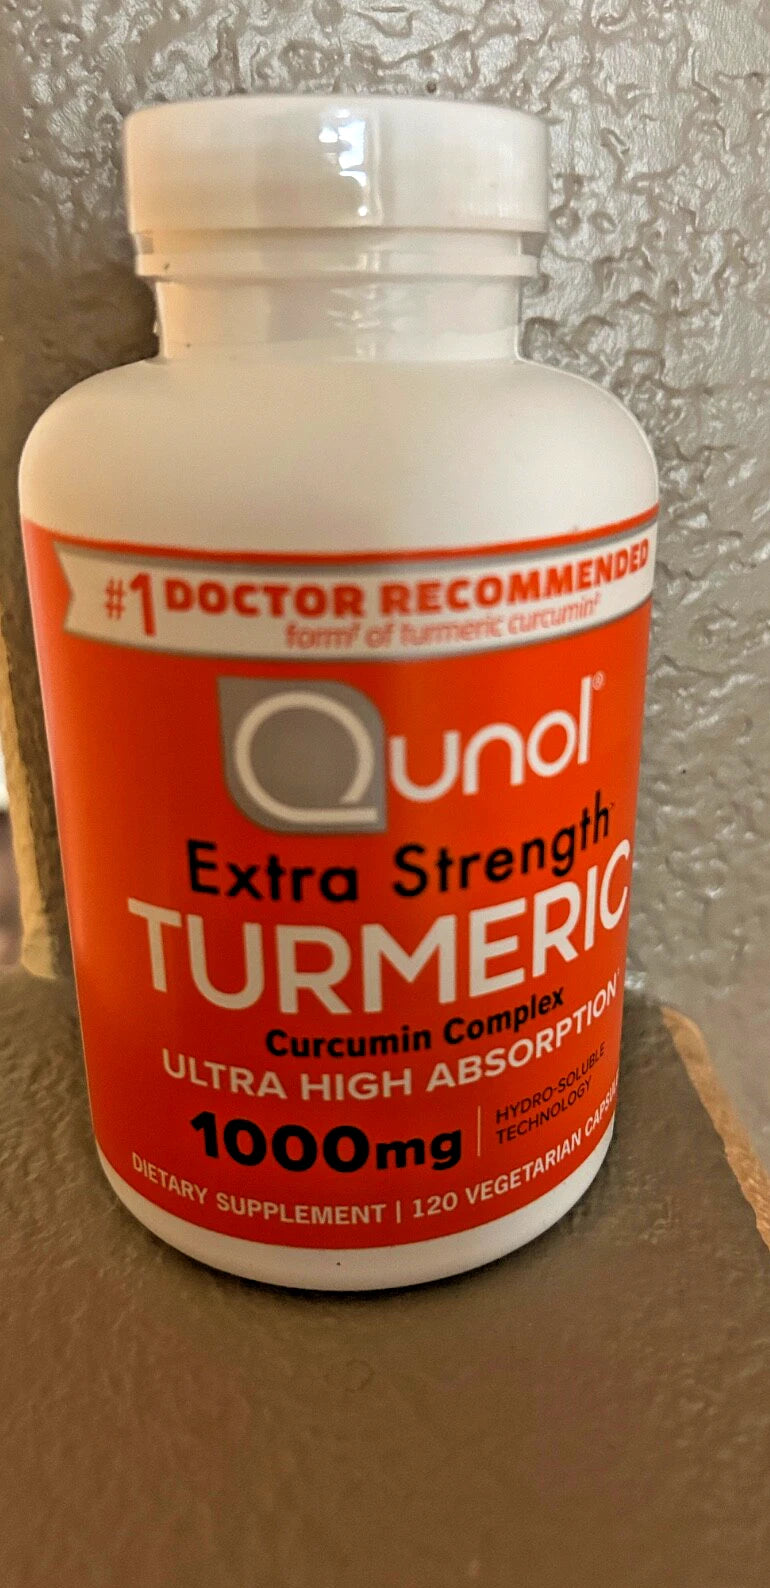 #1 DOCTOR RECOMMENDED
form‡ of turmeric curcumin‡
Qunol®
Extra Strength™
TURMERIC
Curcumin Complex
ULTRA HIGH ABSORPTION
1000mg
HYDRO-SOLUBLE
TECHNOLOGY
DIETARY SUPPLEMENT | 120 VEGETARIAN